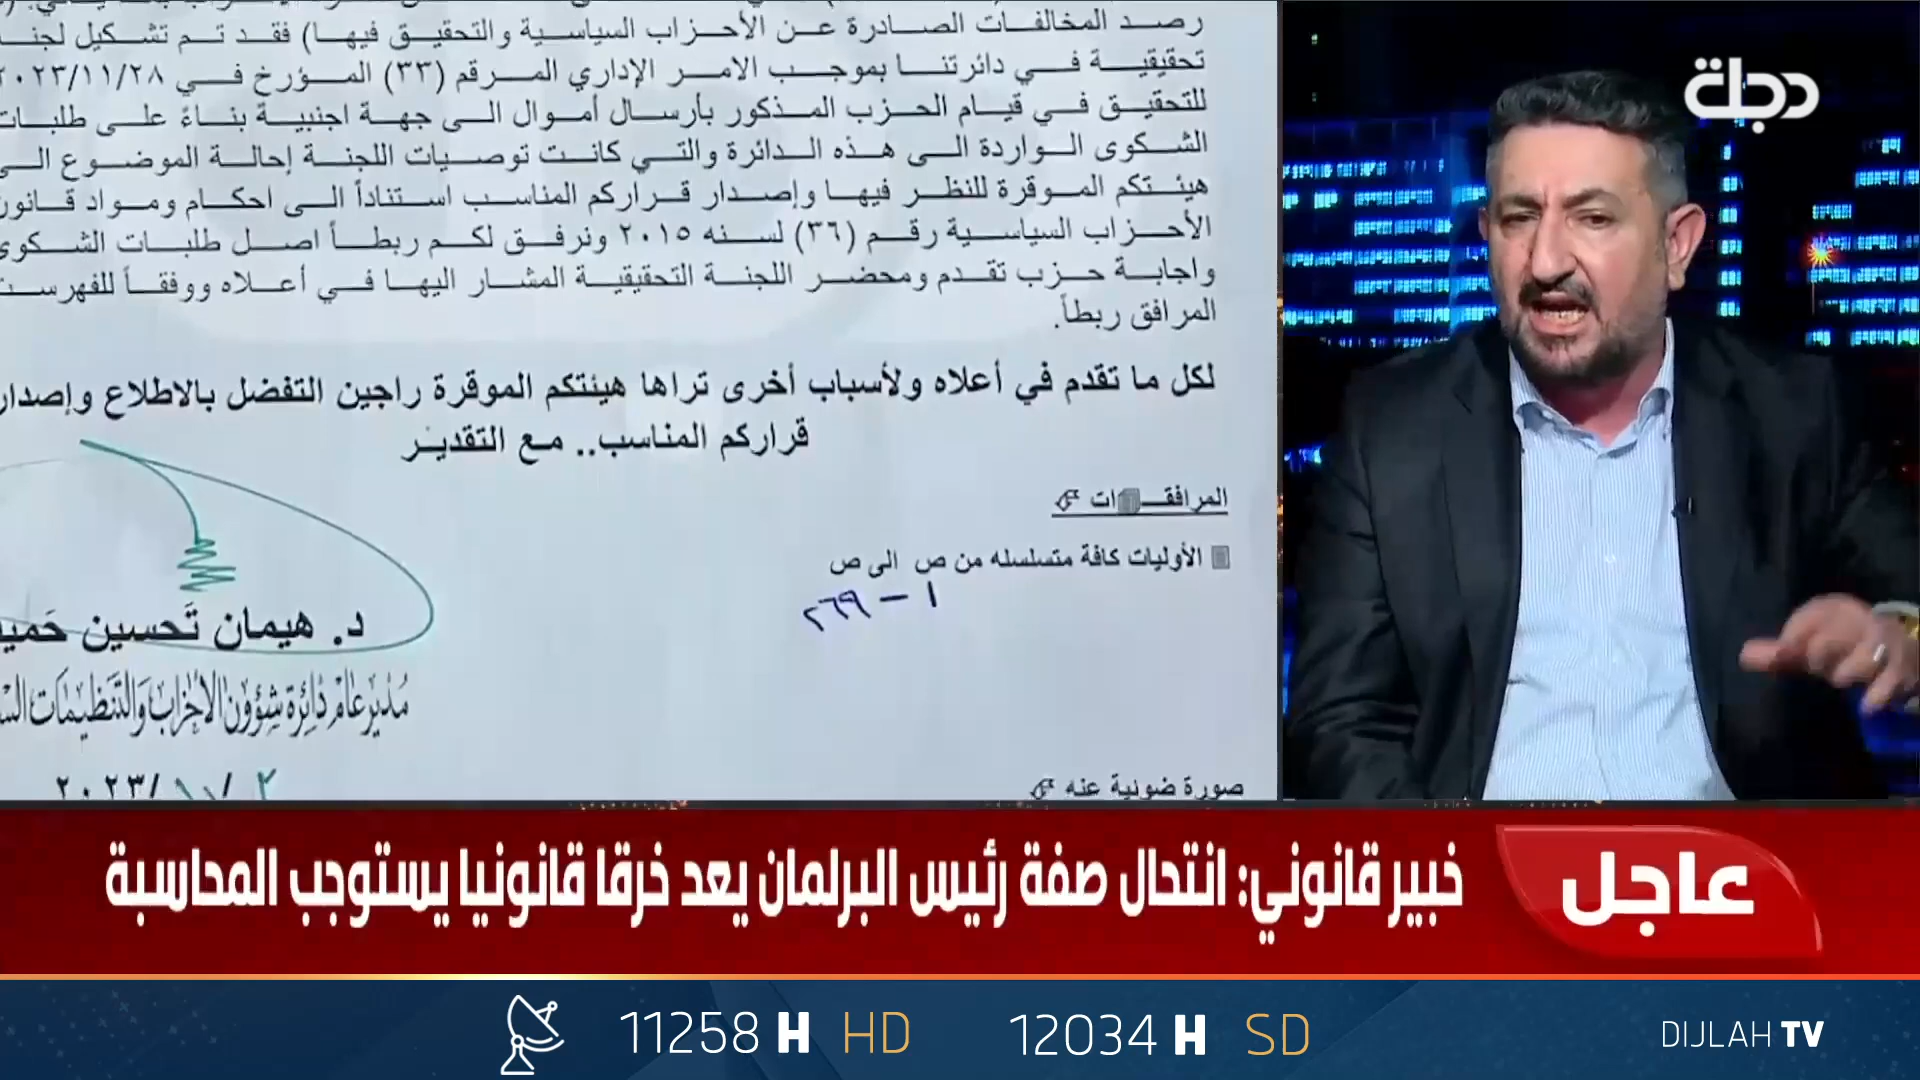 رصد المخالفات الصادرة عن الأحزاب السياسية والتحقيق فيها) فقد تم تشكيل لجنة
تحقيقية في دائرتنا بموجب الامر الإداري المرقم (٣٣) المؤرخ في ٢٠٢٣/١١/٢٨
للتحقيق في قيام الحزب المذكور بأرسال أموال الى جهة اجنبية بناءً على طلبات
الشكوى الواردة الى هذه الدائرة والتي كانت توصيات اللجنة إحالة الموضوع الى
هيئتكم الموقرة للنظر فيها وإصدار قراركم المناسب استناداً الى احكام ومواد قانون
الأحزاب السياسية رقم (٣٦) لسنه ٢٠١٥ ونرفق لكم ربطاً اصل طلبات الشكوى
واجابة حزب تقدم ومحضر اللجنة التحقيقية المشار اليها في أعلاه ووفقاً للفهرست
المرافق ربطاً.
لكل ما تقدم في أعلاه ولأسباب أخرى تراها هيئتكم الموقرة راجين التفضل بالاطلاع وإصدار
قراركم المناسب.. مع التقدير
المرافقات
الأوليات كافة متسلسله من ص الى ص
١ - ٢٦٩
د. هيمان تَحسين حَميد
مدير عام دائرة شؤون الأحزاب والتنظيمات
٢ / ١١ / ٢٠٢٣
صورة ضوئية عنه
دجلة
عاجل
خبير قانوني: انتحال صفة رئيس البرلمان يعد خرقا قانونيا يستوجب المحاسبة
11258 H HD 12034 H SD
DIJLAH TV